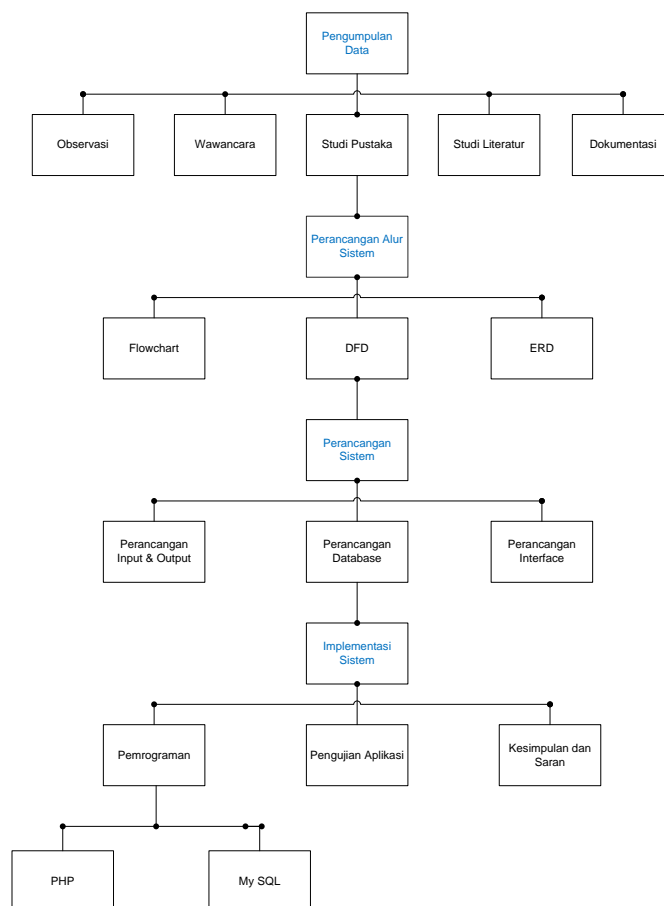 Pengumpulan
Data
Observasi
Wawancara
Studi Pustaka
Studi Literatur
Dokumentasi
Perancangan Alur
Sistem
Flowchart
DFD
ERD
Perancangan
Sistem
Perancangan
Input & Output
Perancangan
Database
Perancangan
Interface
Implementasi
Sistem
Pemrograman
Pengujian Aplikasi
Kesimpulan dan
Saran
PHP
My SQL